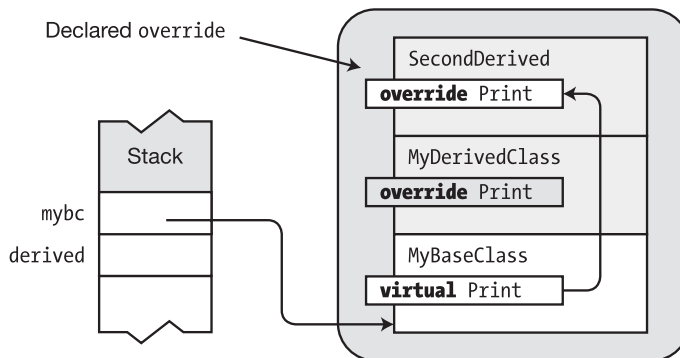 Declared override
SecondDerived
override Print
Stack
MyDerivedClass
override Print
mybc
derived
MyBaseClass
virtual Print